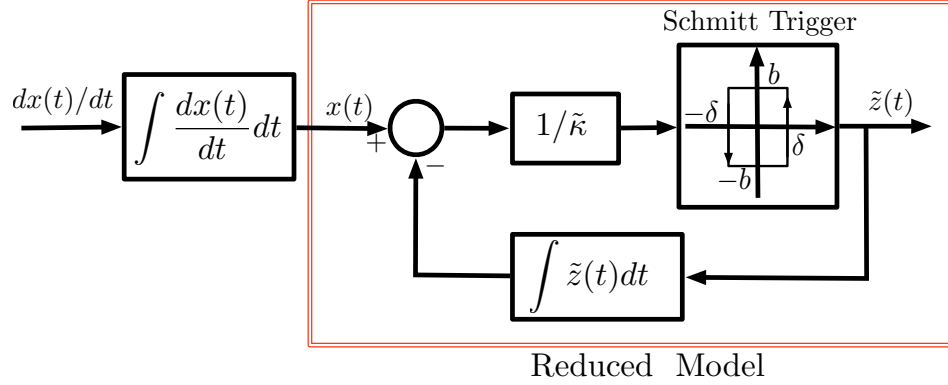 Schmitt Trigger
dx(t)/dt
∫ dx(t)/dt dt
x(t)
+
−
1/κ̃
b
−δ
δ
−b
z̃(t)
∫ z̃(t)dt
Reduced Model